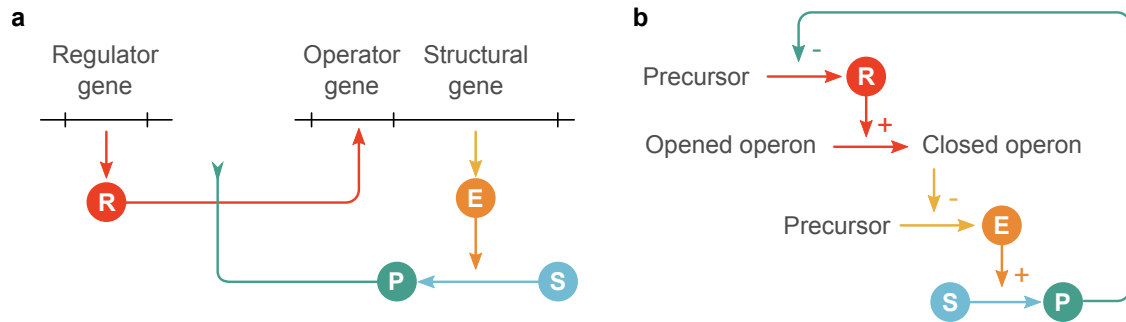 a
Regulator
gene
Operator
gene
Structural
gene
R
E
P
S
b
-
Precursor
R
+
Opened operon
Closed operon
-
Precursor
E
+
S
P